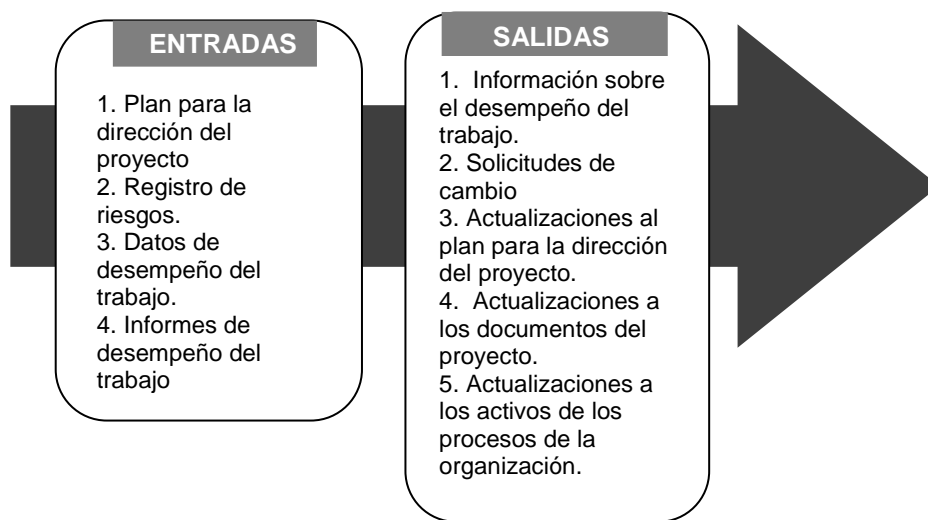 ENTRADAS
1. Plan para la
dirección del
proyecto
2. Registro de
riesgos.
3. Datos de
desempeño del
trabajo.
4. Informes de
desempeño del
trabajo
SALIDAS
1. Información sobre
el desempeño del
trabajo.
2. Solicitudes de
cambio
3. Actualizaciones al
plan para la dirección
del proyecto.
4. Actualizaciones a
los documentos del
proyecto.
5. Actualizaciones a
los activos de los
procesos de la
organización.